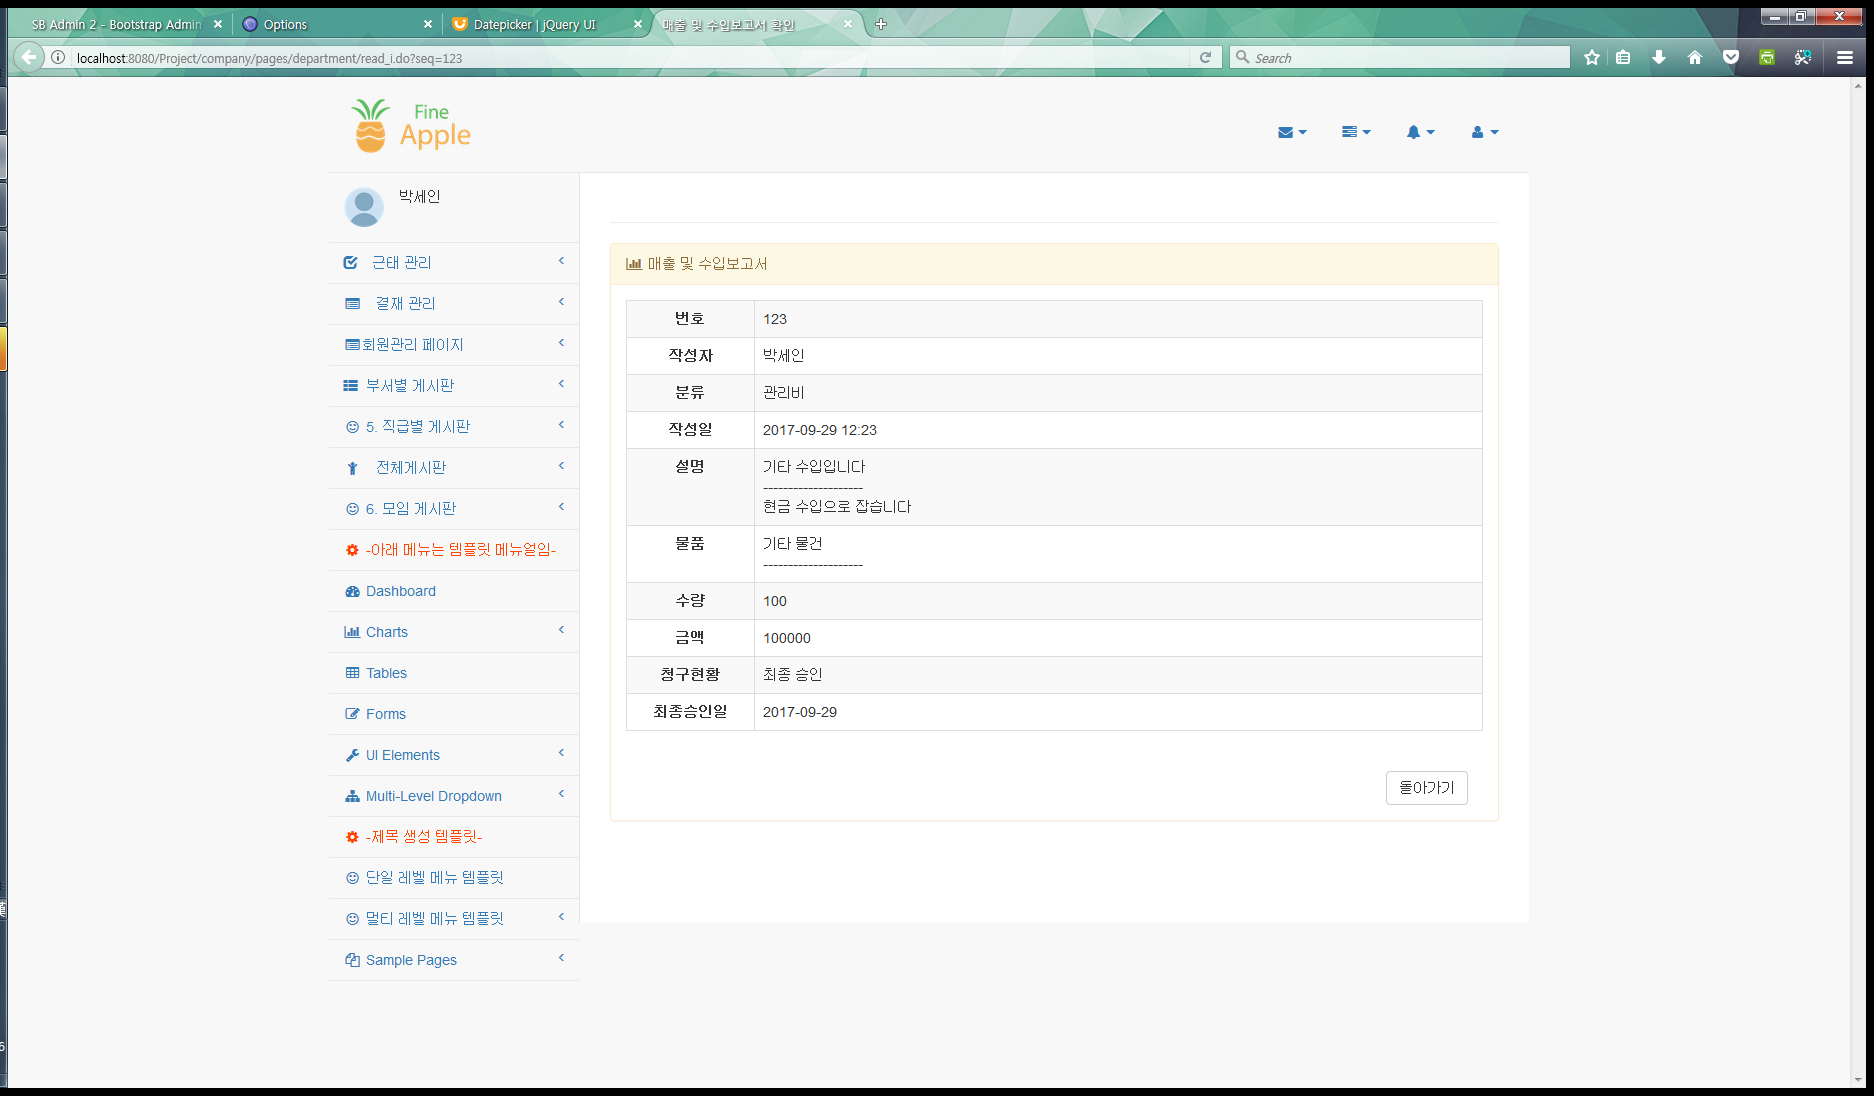 SB Admin 2 - Bootstrap Admin
Options
Datepicker | jQuery UI
매출 및 수입보고서 확인
localhost:8080/Project/company/pages/department/read_i.do?seq=123
Search
Fine
Apple
박세인
근태 관리
결재 관리
회원관리 페이지
부서별 게시판
5. 직급별 게시판
전체게시판
6. 모임 게시판
-아래 메뉴는 템플릿 메뉴얼임-
Dashboard
Charts
Tables
Forms
UI Elements
Multi-Level Dropdown
-제목 생성 템플릿-
단일 레벨 메뉴 템플릿
멀티 레벨 메뉴 템플릿
Sample Pages
매출 및 수입보고서
번호 123
작성자 박세인
분류 관리비
작성일 2017-09-29 12:23
설명 기타 수입입니다
--------------------
현금 수입으로 잡습니다
물품 기타 물건
--------------------
수량 100
금액 100000
청구현황 최종 승인
최종승인일 2017-09-29
돌아가기